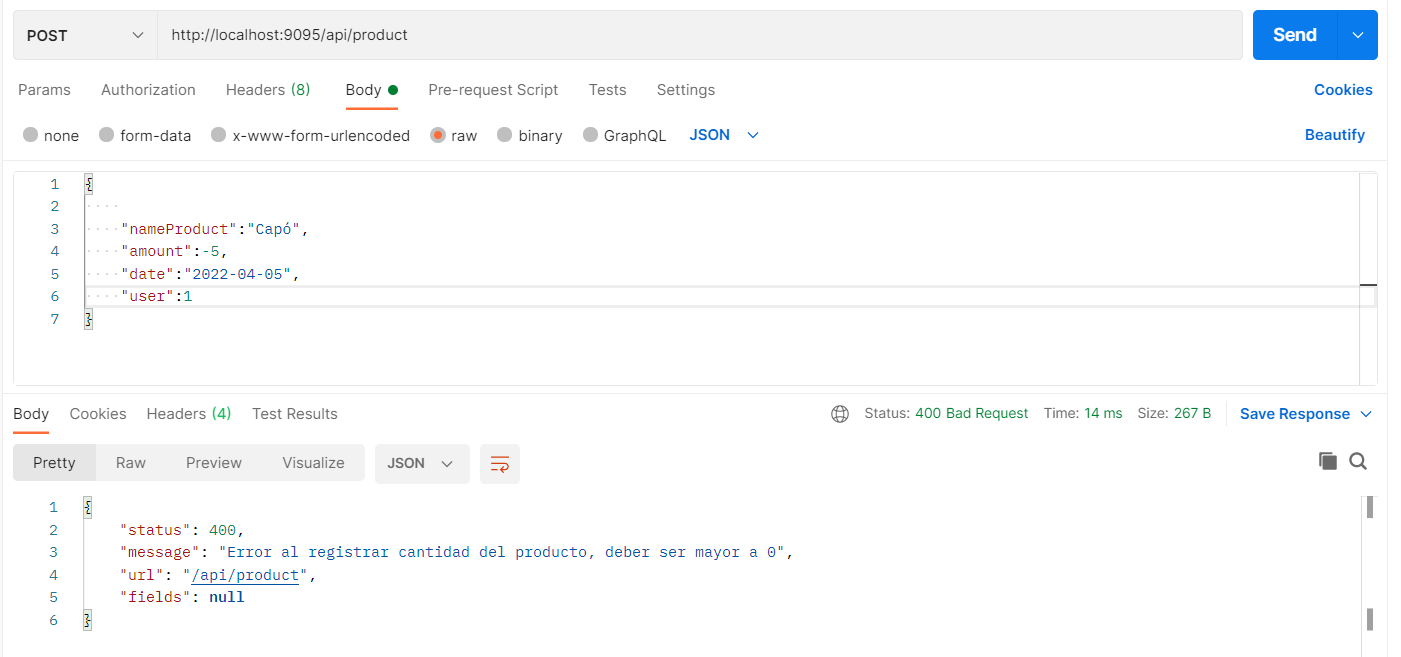 POST http://localhost:9095/api/product Send
Params Authorization Headers (8) Body Pre-request Script Tests Settings Cookies
none form-data x-www-form-urlencoded raw binary GraphQL JSON Beautify
1 {
2
3 "nameProduct":"Capó",
4 "amount":-5,
5 "date":"2022-04-05",
6 "user":1
7 }
Body Cookies Headers (4) Test Results Status: 400 Bad Request Time: 14 ms Size: 267 B Save Response
Pretty Raw Preview Visualize JSON
1 {
2 "status": 400,
3 "message": "Error al registrar cantidad del producto, deber ser mayor a 0",
4 "url": "/api/product",
5 "fields": null
6 }